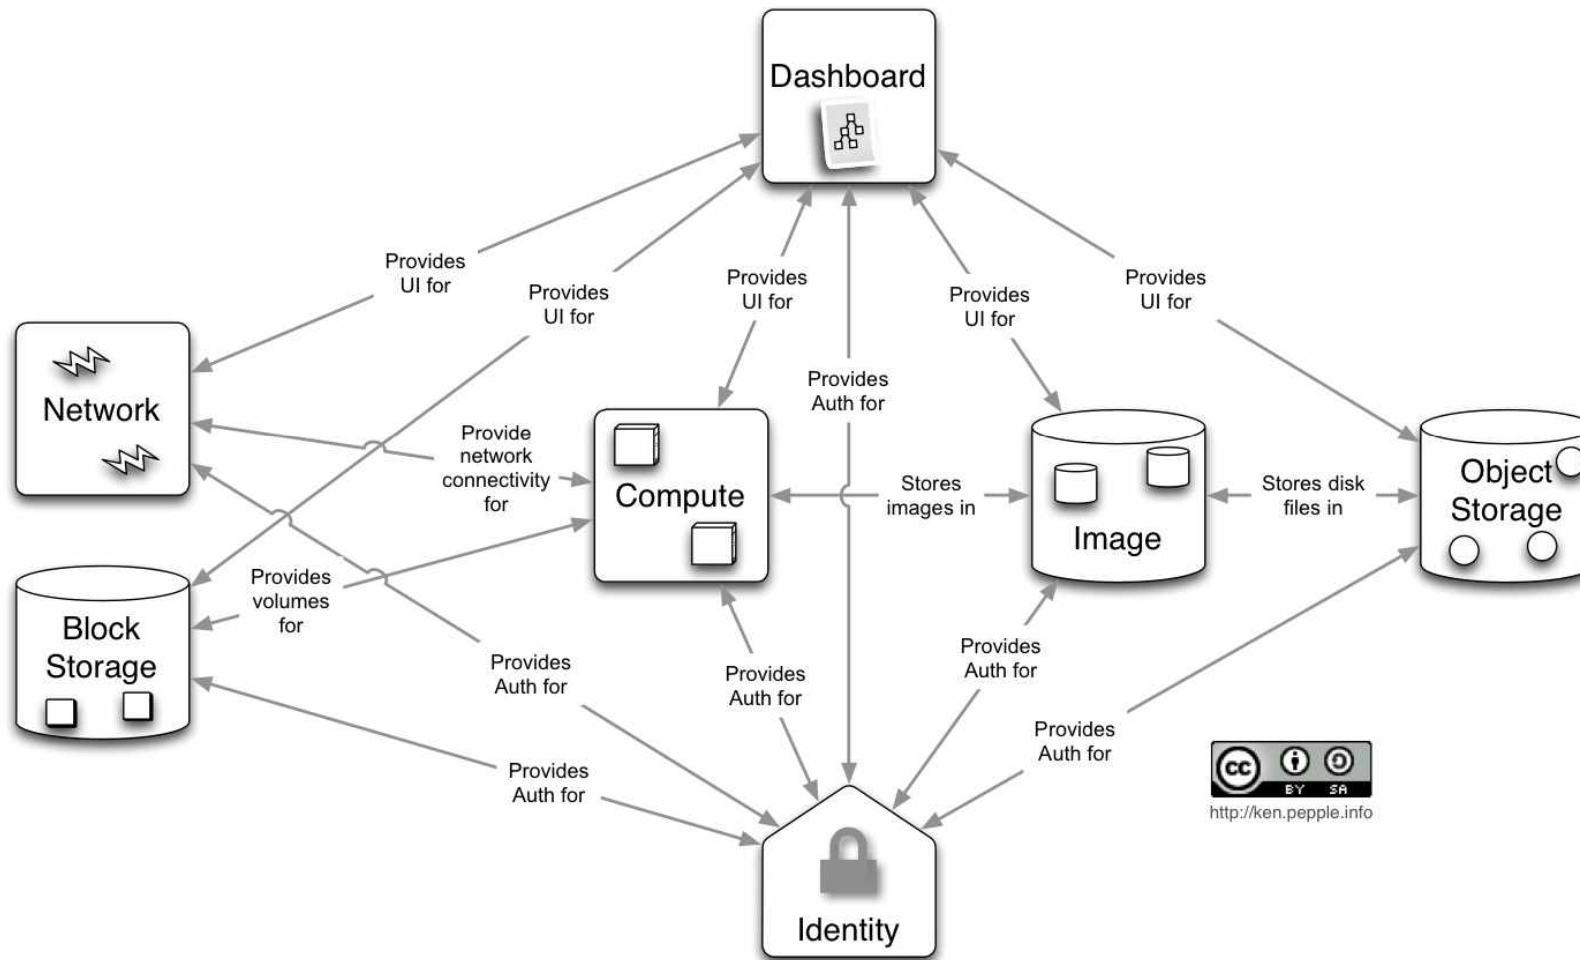 Dashboard
Provides
UI for
Provides
UI for
Provides
UI for
Provides
UI for
Provides
UI for
Network
Provides
Auth for
Provide
network
connectivity
for
Compute
Stores
images in
Image
Stores disk
files in
Object
Storage
Provides
volumes
for
Block
Storage
Provides
Auth for
Provides
Auth for
Provides
Auth for
Provides
Auth for
Provides
Auth for
Identity
cc
BY SA
http://ken.pepple.info